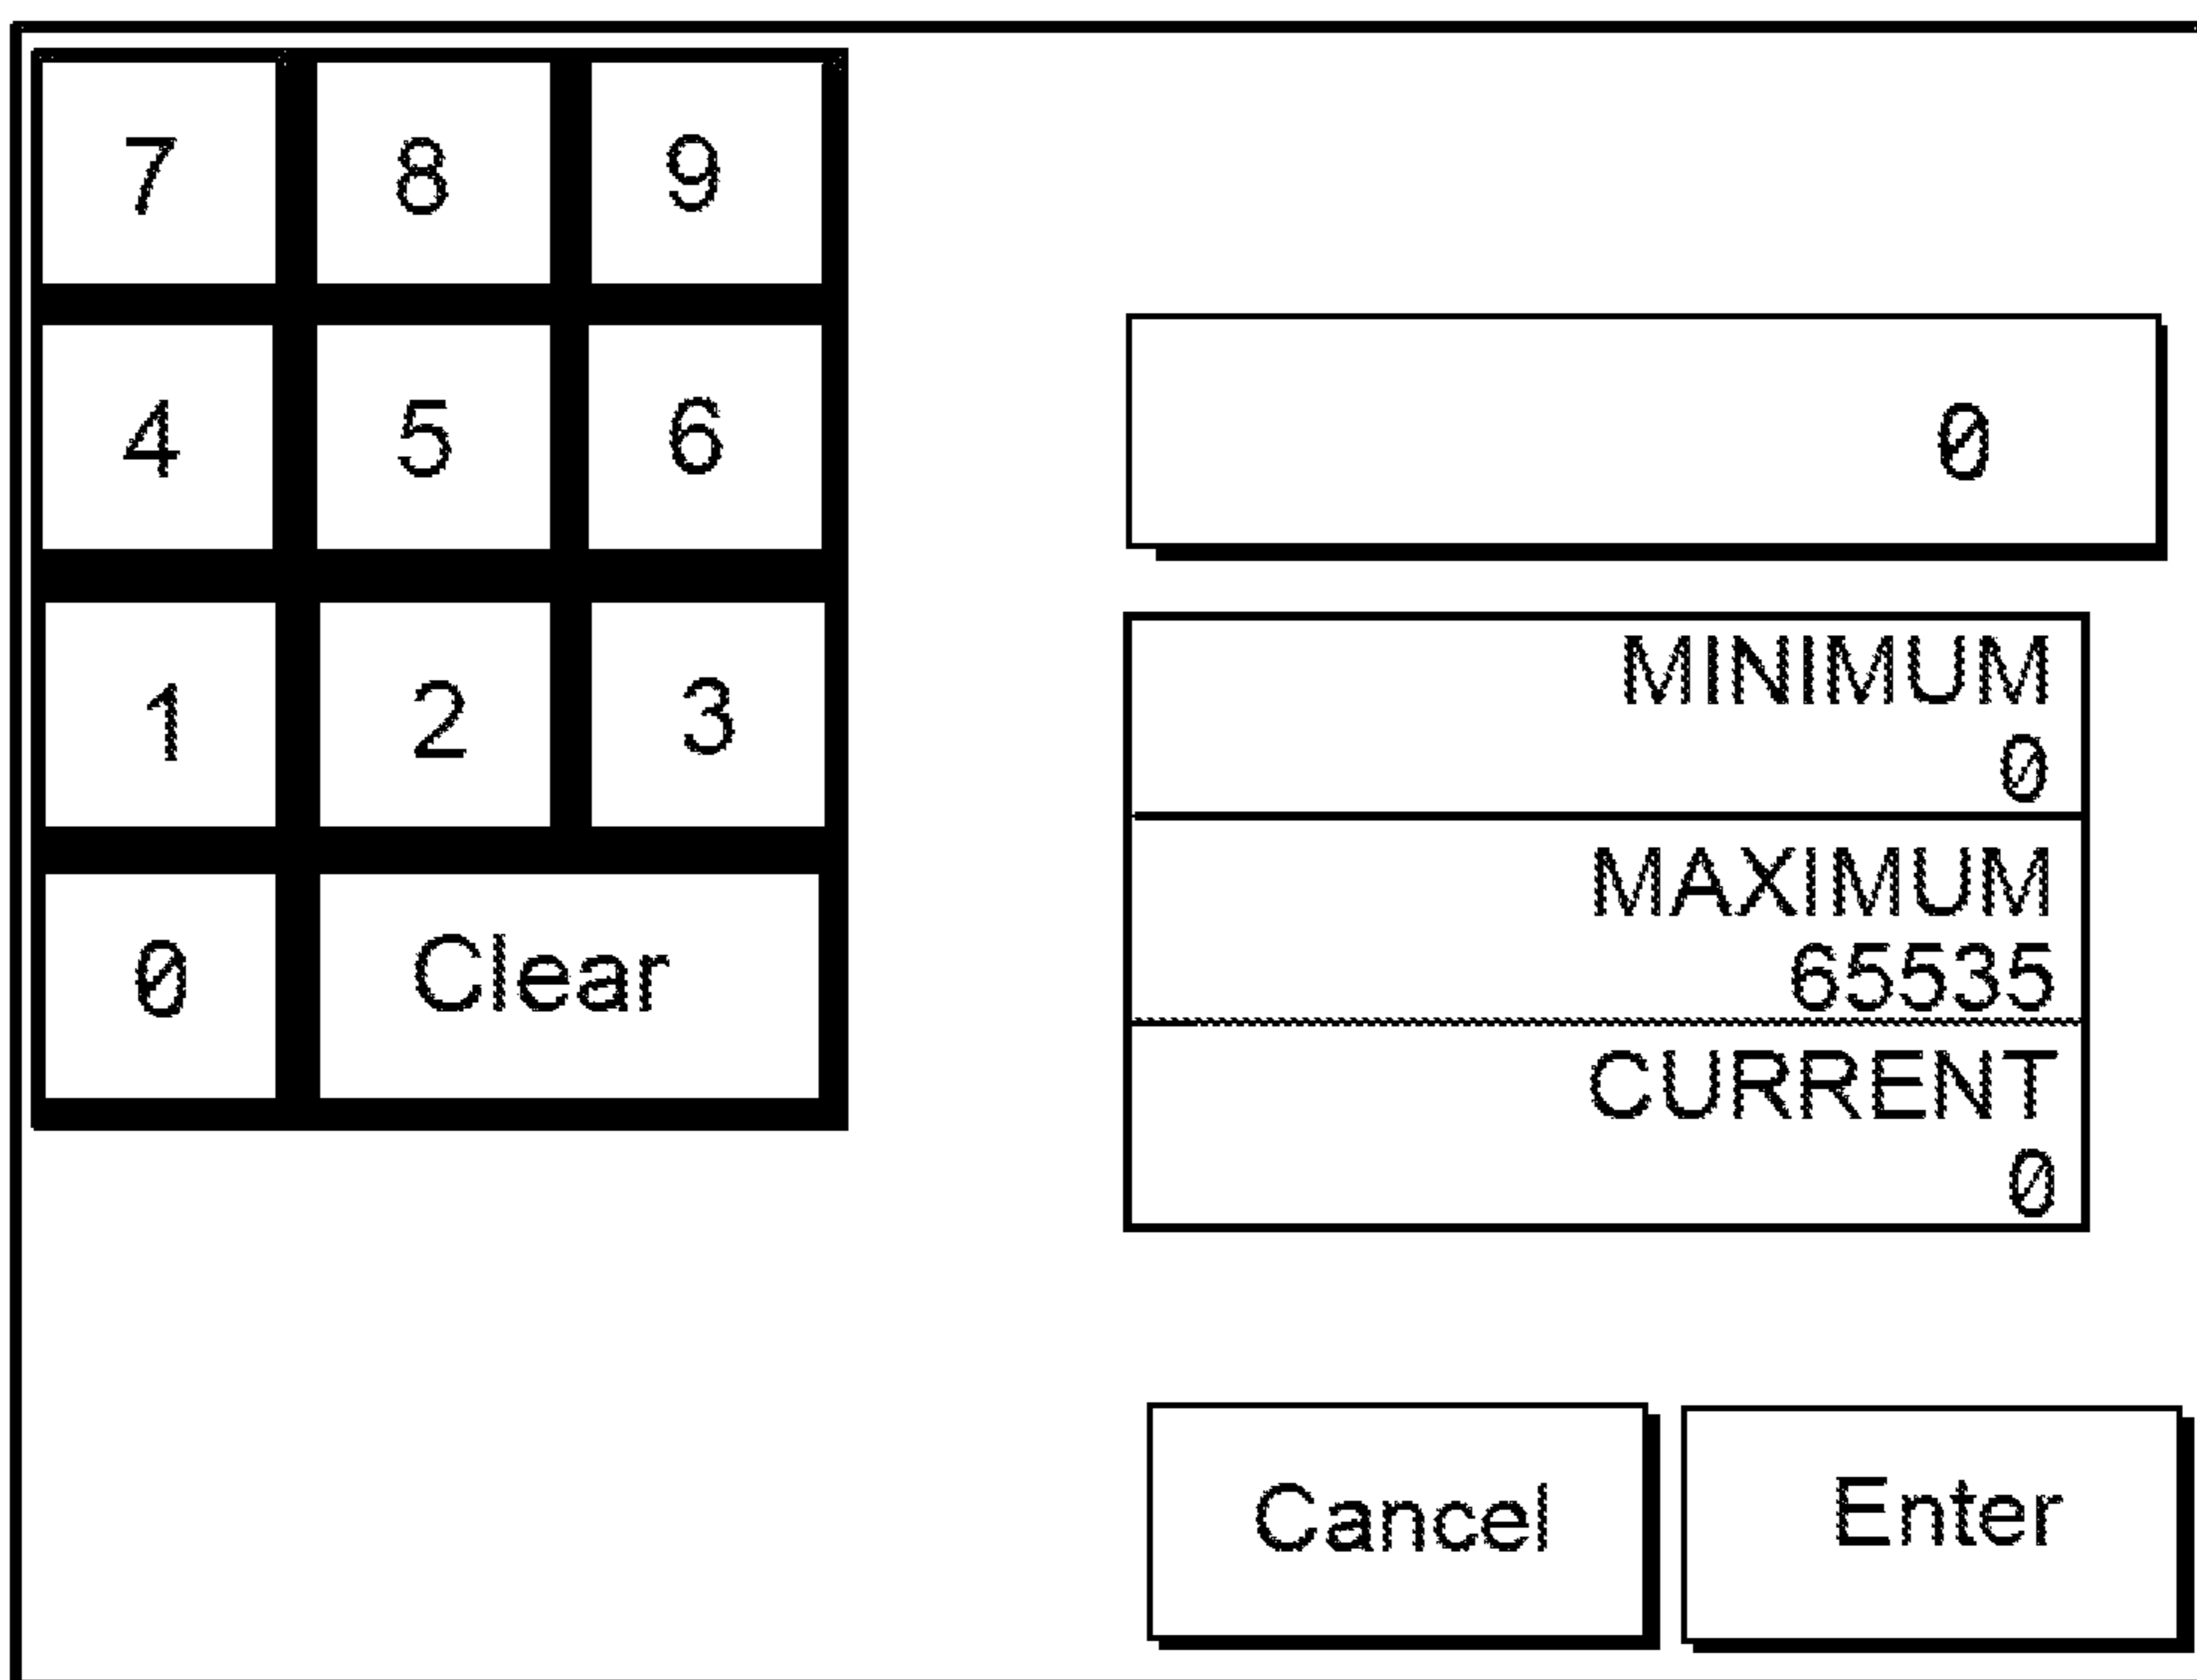 7 8 9
4 5 6
1 2 3
0 Clear
0
MINIMUM
0
MAXIMUM
65535
CURRENT
0
Cancel Enter